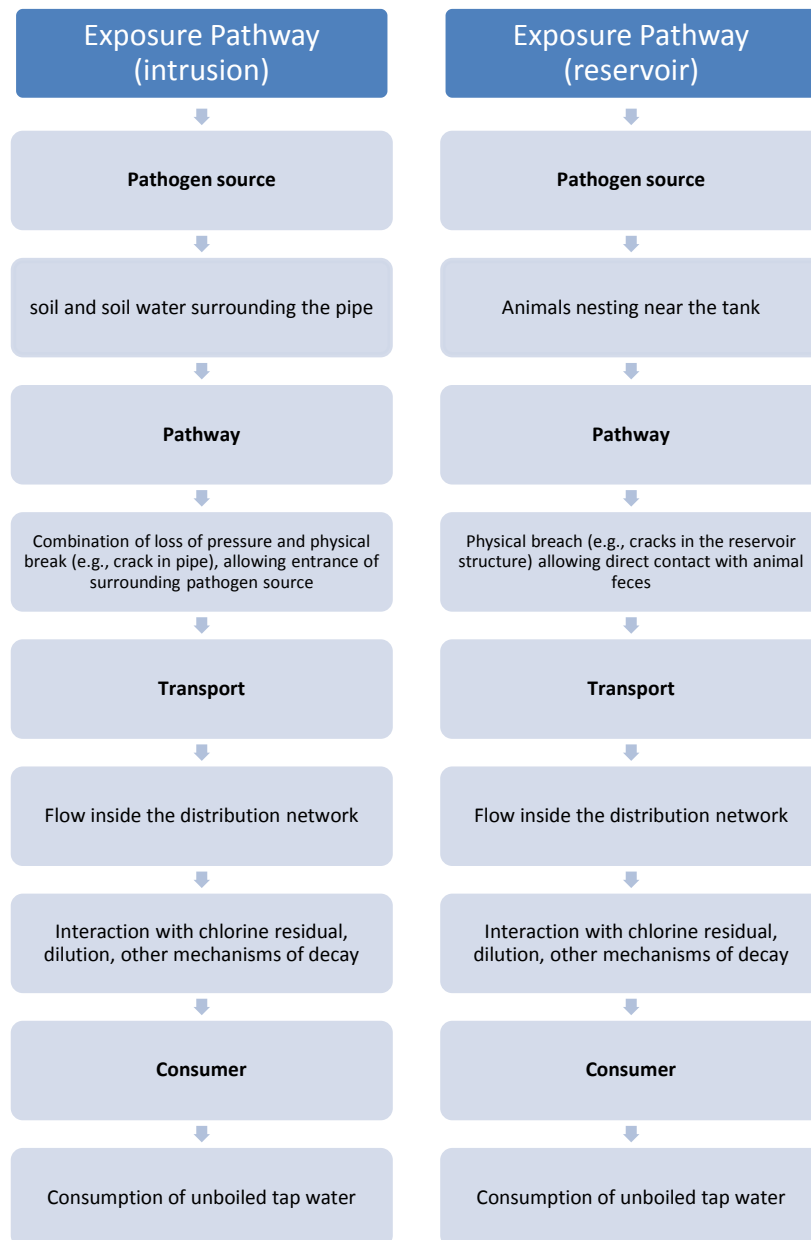 Exposure Pathway
(intrusion)
Pathogen source
soil and soil water surrounding the pipe
Pathway
Combination of loss of pressure and physical
break (e.g., crack in pipe), allowing entrance of
surrounding pathogen source
Transport
Flow inside the distribution network
Interaction with chlorine residual,
dilution, other mechanisms of decay
Consumer
Consumption of unboiled tap water
Exposure Pathway
(reservoir)
Pathogen source
Animals nesting near the tank
Pathway
Physical breach (e.g., cracks in the reservoir
structure) allowing direct contact with animal
feces
Transport
Flow inside the distribution network
Interaction with chlorine residual,
dilution, other mechanisms of decay
Consumer
Consumption of unboiled tap water